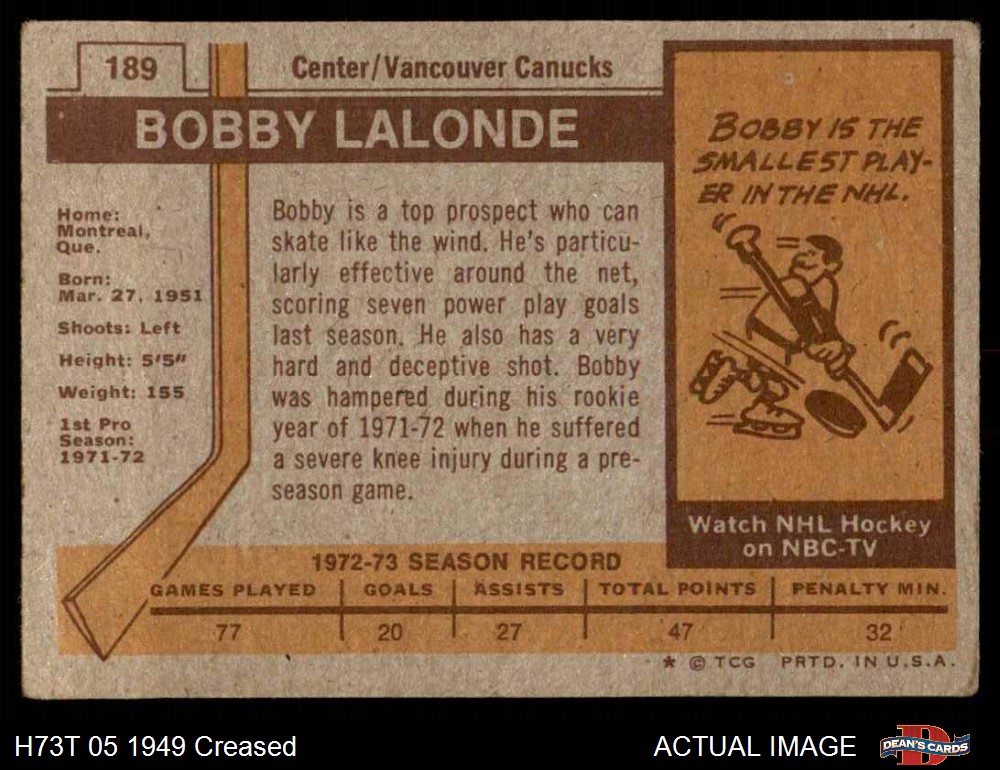 189
Center/Vancouver Canucks
BOBBY LALONDE
Home:
Montreal,
Que.
Born:
Mar. 27, 1951
Shoots: Left
Height: 5'5"
Weight: 155
1st Pro
Season:
1971-72
Bobby is a top prospect who can
skate like the wind. He's particu-
larly effective around the net,
scoring seven power play goals
last season. He also has a very
hard and deceptive shot. Bobby
was hampered during his rookie
year of 1971-72 when he suffered
a severe knee injury during a pre-
season game.
BOBBY IS THE
SMALLEST PLAY-
ER IN THE NHL.
Watch NHL Hockey
on NBC-TV
1972-73 SEASON RECORD
GAMES PLAYED GOALS ASSISTS TOTAL POINTS PENALTY MIN.
77 20 27 47 32
* © TCG PRTD. IN U.S.A.
H73T 05 1949 Creased
ACTUAL IMAGE
D
DEAN'S CARDS